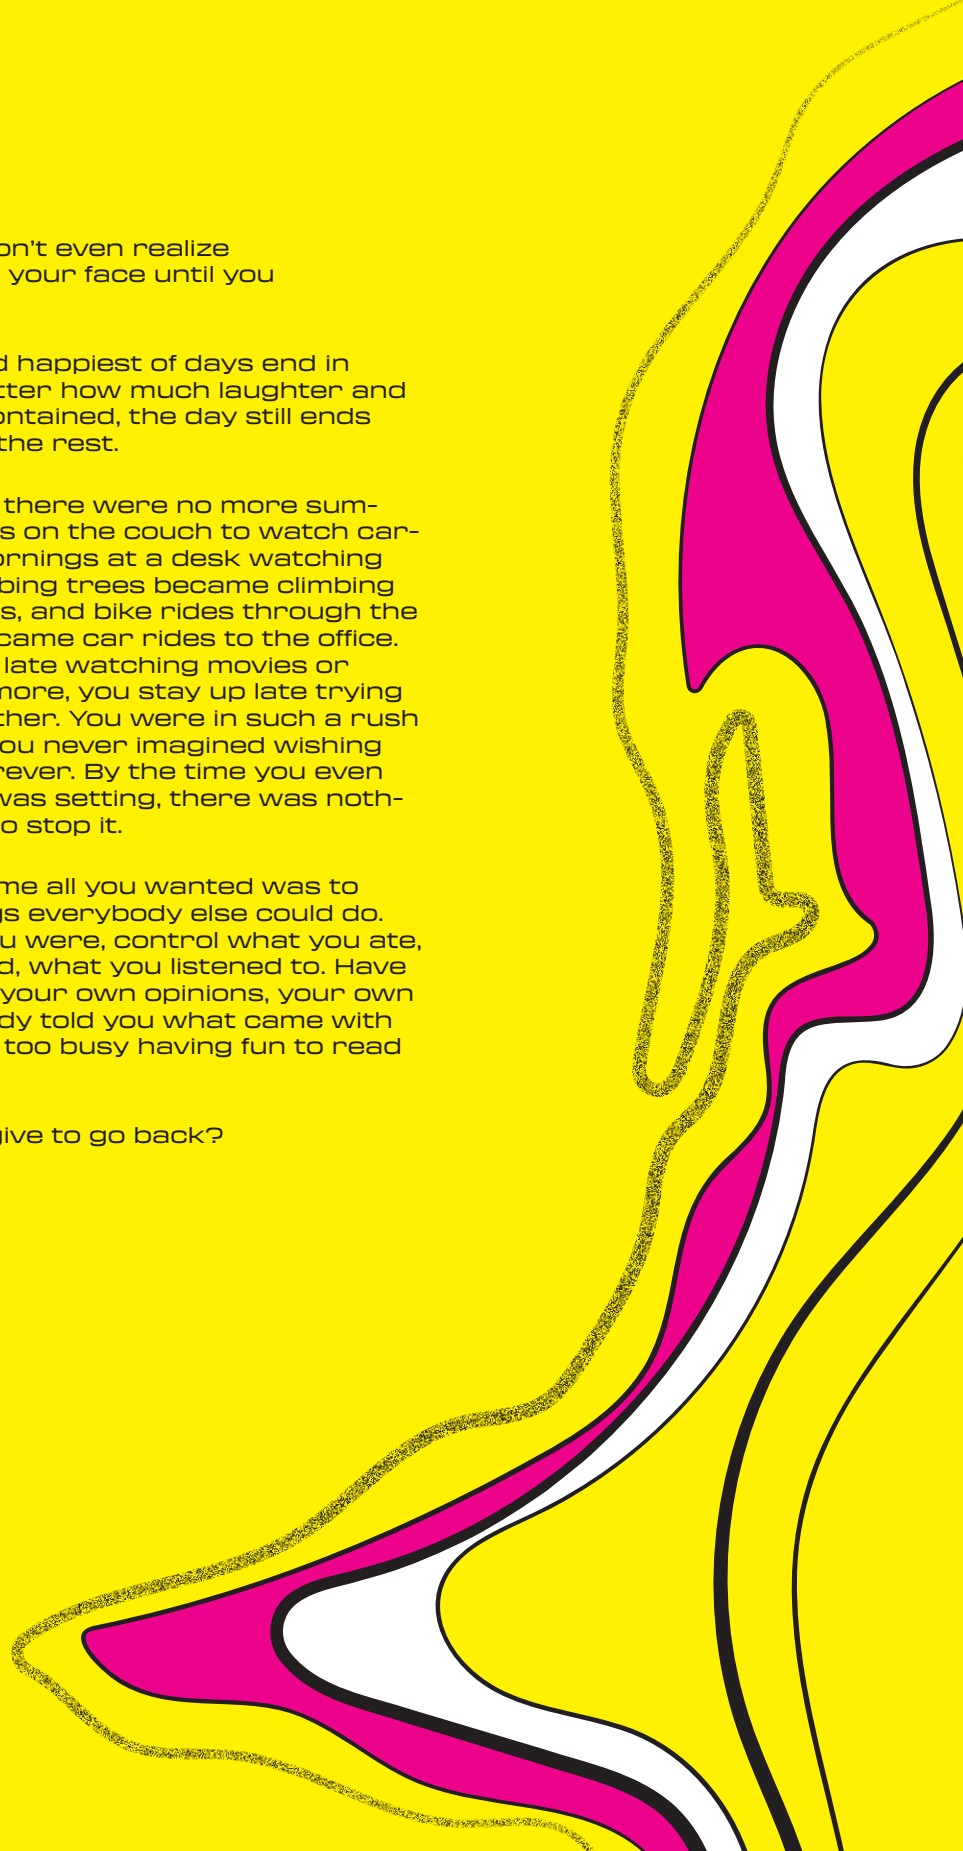 on't even realize
your face until you
d happiest of days end in
tter how much laughter and
ontained, the day still ends
the rest.
there were no more sum-
s on the couch to watch car-
ornings at a desk watching
bing trees became climbing
s, and bike rides through the
came car rides to the office.
late watching movies or
more, you stay up late trying
ther. You were in such a rush
ou never imagined wishing
rever. By the time you even
was setting, there was noth-
o stop it.
me all you wanted was to
gs everybody else could do.
u were, control what you ate,
d, what you listened to. Have
your own opinions, your own
dy told you what came with
too busy having fun to read
give to go back?